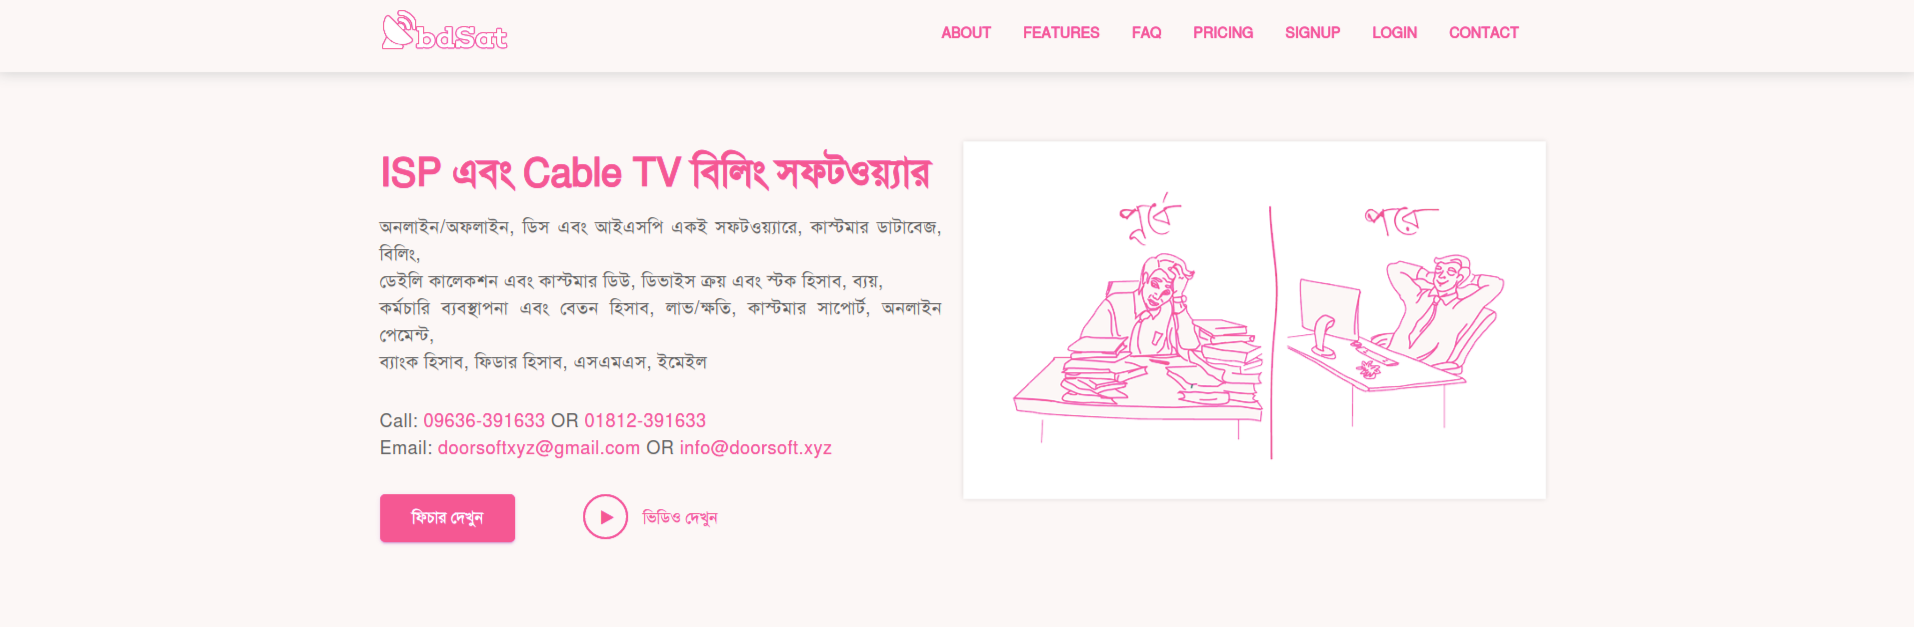 bdSat
ABOUT FEATURES FAQ PRICING SIGNUP LOGIN CONTACT
ISP এবং Cable TV বিলিং সফটওয়্যার
অনলাইন/অফলাইন, ডিস এবং আইএসপি একই সফটওয়্যারে, কাস্টমার ডাটাবেজ,
বিলিং,
ডেইলি কালেকশন এবং কাস্টমার ডিউ, ডিভাইস ক্রয় এবং স্টক হিসাব, ব্যয়,
কর্মচারি ব্যবস্থাপনা এবং বেতন হিসাব, লাভ/ক্ষতি, কাস্টমার সাপোর্ট, অনলাইন
পেমেন্ট,
ব্যাংক হিসাব, ফিডার হিসাব, এসএমএস, ইমেইল
Call: 09636-391633 OR 01812-391633
Email: doorsoftxyz@gmail.com OR info@doorsoft.xyz
ফিচার দেখুন
ভিডিও দেখুন
পূর্বে
পরে